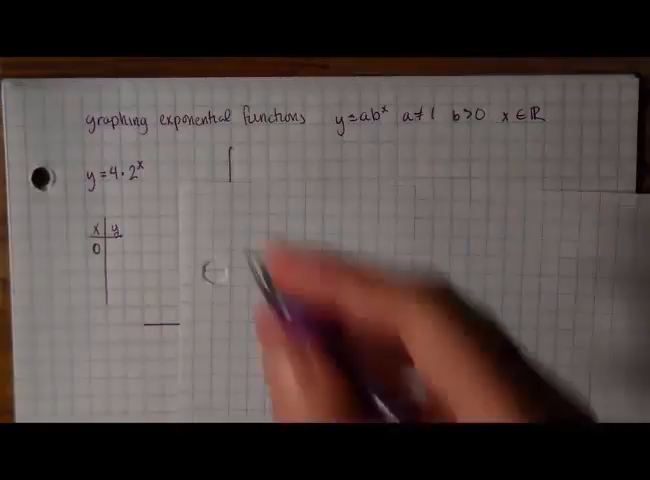 graphing exponential functions y=ab^x a≠1 b>0 x∈ℝ
y=4·2^x
x y
0